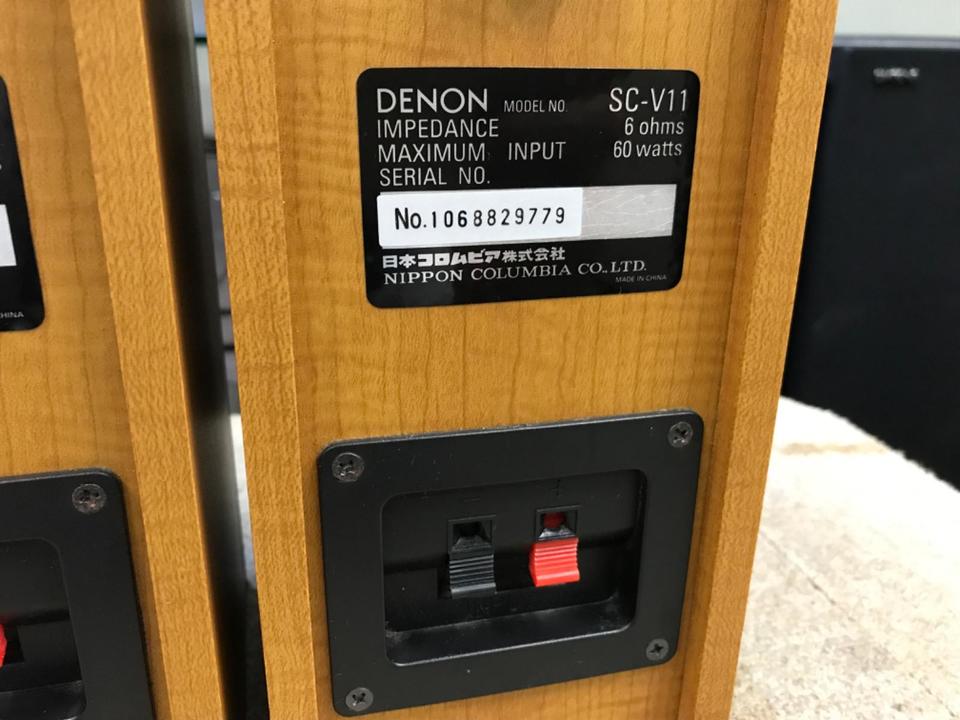 DENON MODEL NO. SC-V11
IMPEDANCE 6 ohms
MAXIMUM INPUT 60 watts
SERIAL NO.
No.1068829779
日本コロムビア株式会社
NIPPON COLUMBIA CO.,LTD.
MADE IN CHINA
HINA
- +